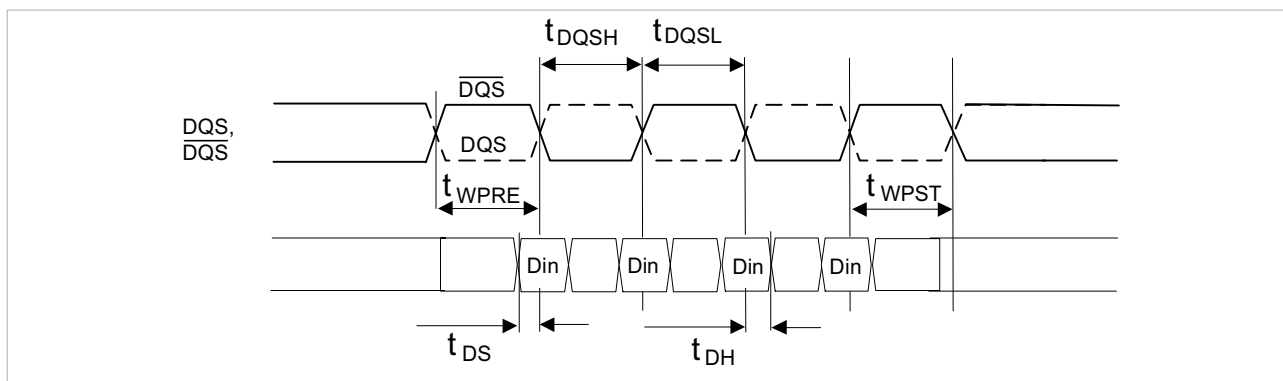 tDQSH tDQSL
DQS
DQS,
DQS
DQS
tWPRE
tWPST
Din Din Din Din
tDS
tDH